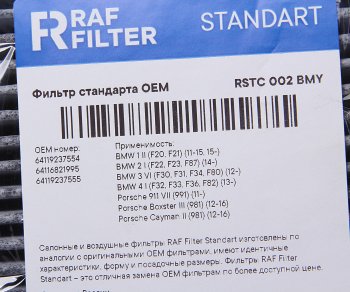 RAF STANDART
FILTER
Фильтр стандарта OEM RSTC 002 BMY
OEM номер:
64119237554
64116821995
64119237555
Применимость:
BMW 1 II (F20, F21) (11-15, 15-)
BMW 2 I (F22, F23, F87) (14-)
BMW 3 VI (F30, F31, F34, F80) (12-)
BMW 4 I (F32, F33, F36, F82) (13-)
Porsche 911 VII (991) (11-)
Porsche Boxster III (981) (12-16)
Porsche Cayman II (981) (12-16)
Салонные и воздушные фильтры RAF Filter Standart изготовлены по
аналогии с оригинальными OEM фильтрами, имеют идентичные
характеристики, форму и посадочные размеры. Фильтры RAF Filter
Standart - это отличная замена OEM фильтрам по более доступной цене.